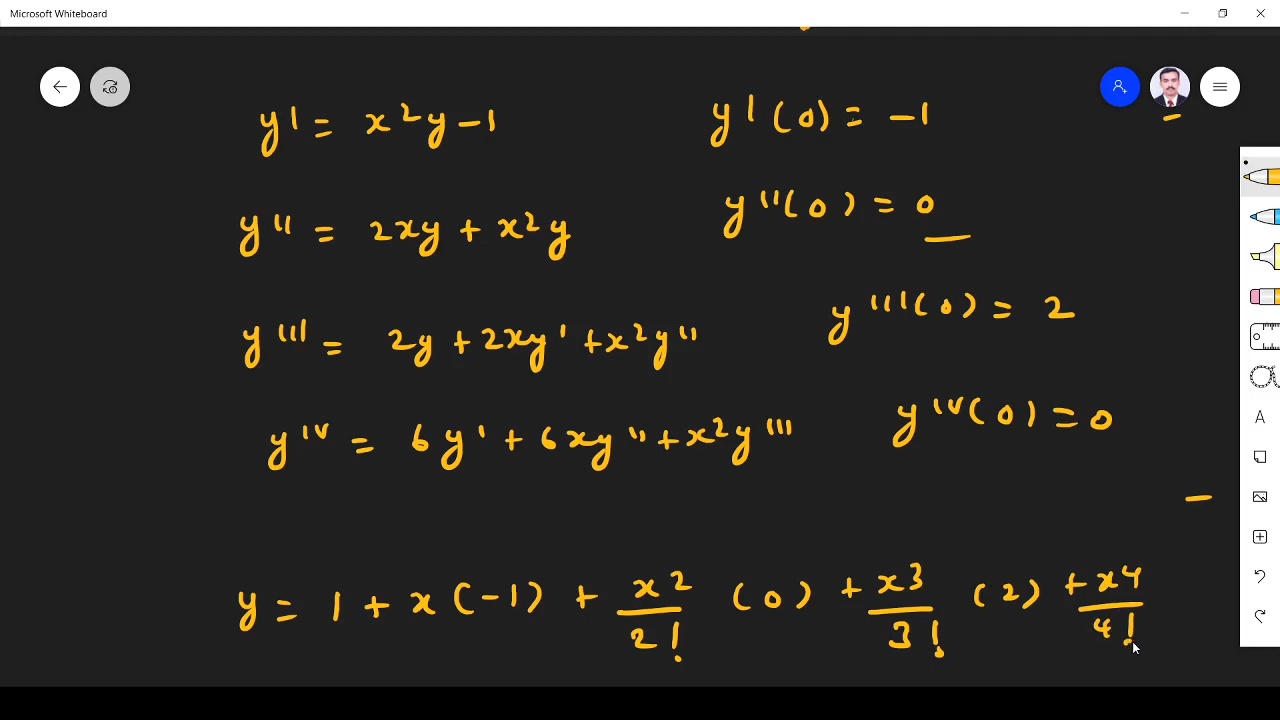 Microsoft Whiteboard
y' = x²y - 1 y'(0) = -1
y'' = 2xy + x²y y''(0) = 0
y''' = 2y + 2xy' + x²y'' y'''(0) = 2
y'ᵛ = 6y' + 6xy'' + x²y''' y'ᵛ(0) = 0
y = 1 + x(-1) + x²/2! (0) + x3/3! (2) + x4/4!
A